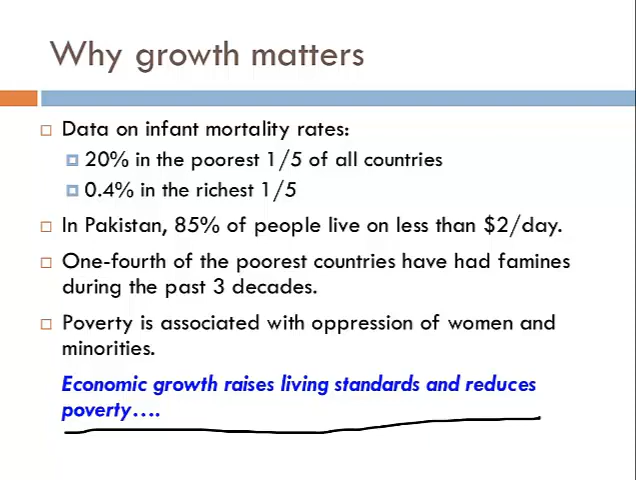 Why growth matters
Data on infant mortality rates:
20% in the poorest 1/5 of all countries
0.4% in the richest 1/5
In Pakistan, 85% of people live on less than $2/day.
One-fourth of the poorest countries have had famines
during the past 3 decades.
Poverty is associated with oppression of women and
minorities.
Economic growth raises living standards and reduces
poverty….